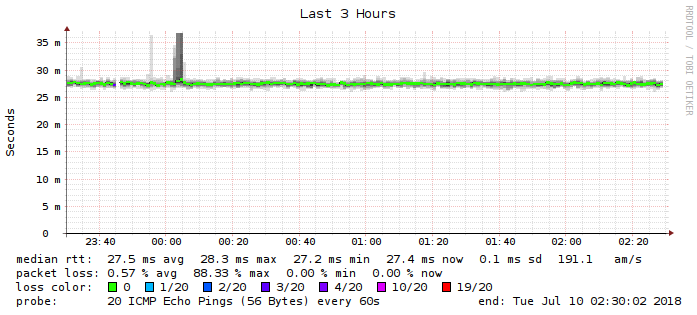 Last 3 Hours
RRDTOOL / TOBI OETIKER
Seconds
35 m
30 m
25 m
20 m
15 m
10 m
5 m
0
23:40 00:00 00:20 00:40 01:00 01:20 01:40 02:00 02:20
median rtt: 27.5 ms avg 28.3 ms max 27.2 ms min 27.4 ms now 0.1 ms sd 191.1 am/s
packet loss: 0.57 % avg 88.33 % max 0.00 % min 0.00 % now
loss color: 0 1/20 2/20 3/20 4/20 10/20 19/20
probe: 20 ICMP Echo Pings (56 Bytes) every 60s end: Tue Jul 10 02:30:02 2018